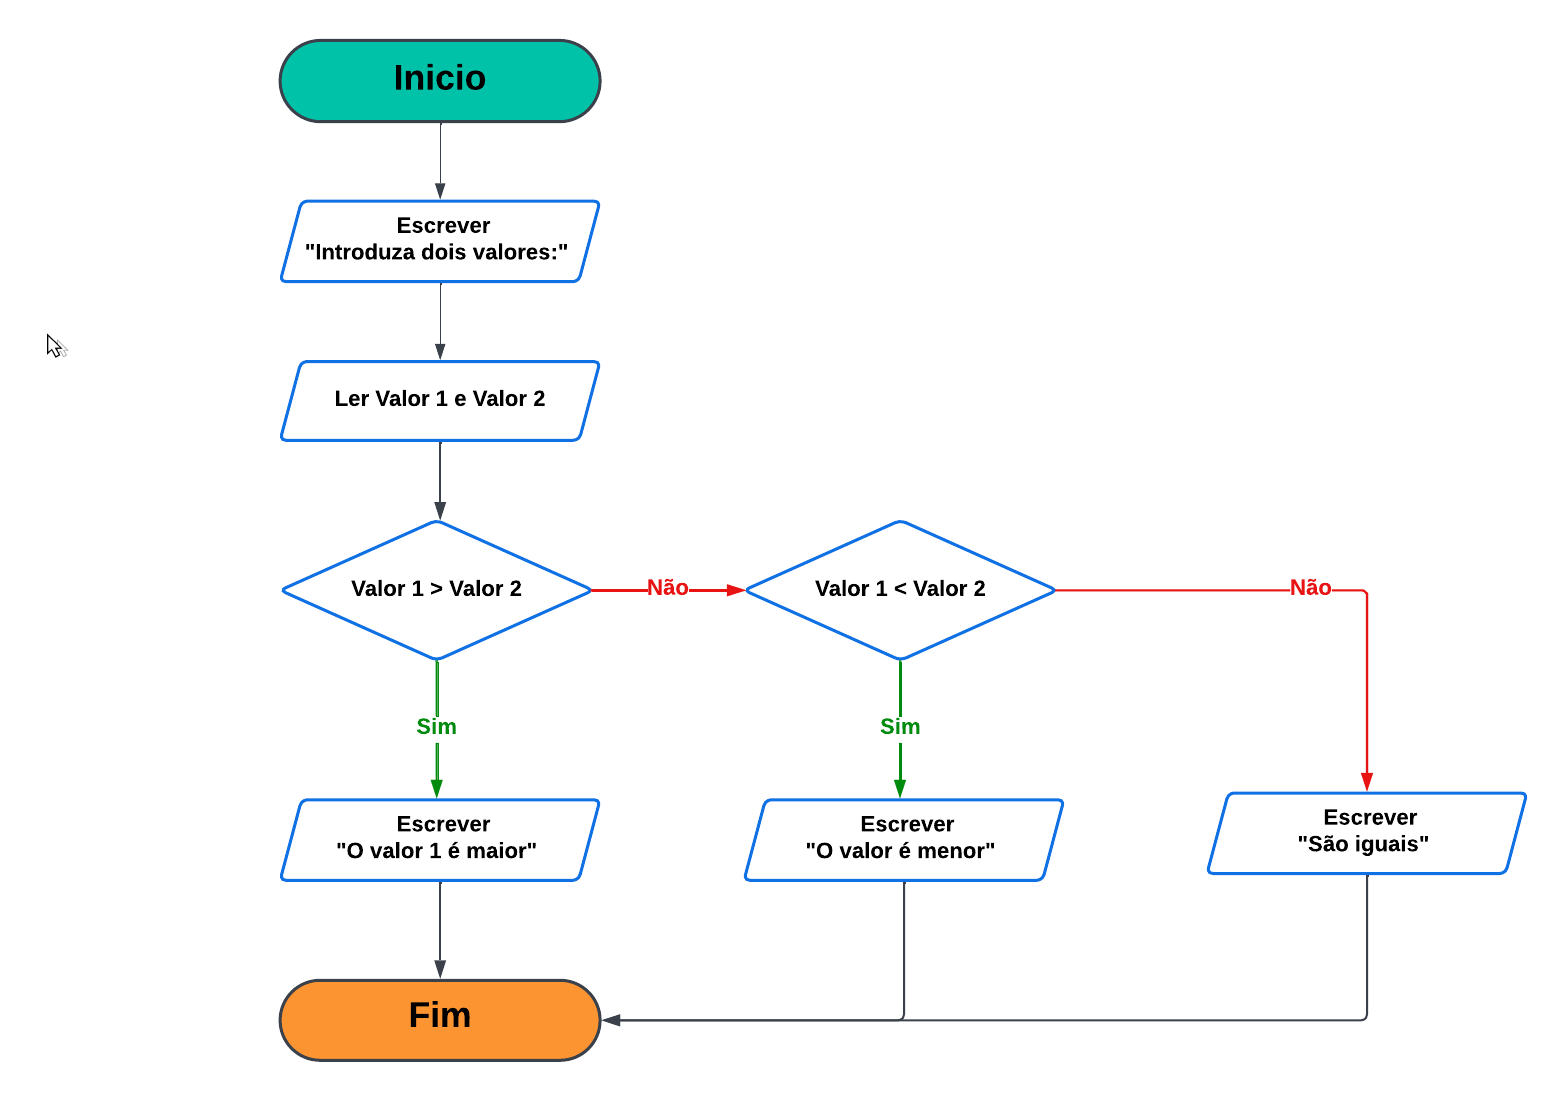 Inicio
Escrever
"Introduza dois valores:"
Ler Valor 1 e Valor 2
Valor 1 > Valor 2
Não
Valor 1 < Valor 2
Não
Sim
Sim
Escrever
"O valor 1 é maior"
Escrever
"O valor é menor"
Escrever
"São iguais"
Fim